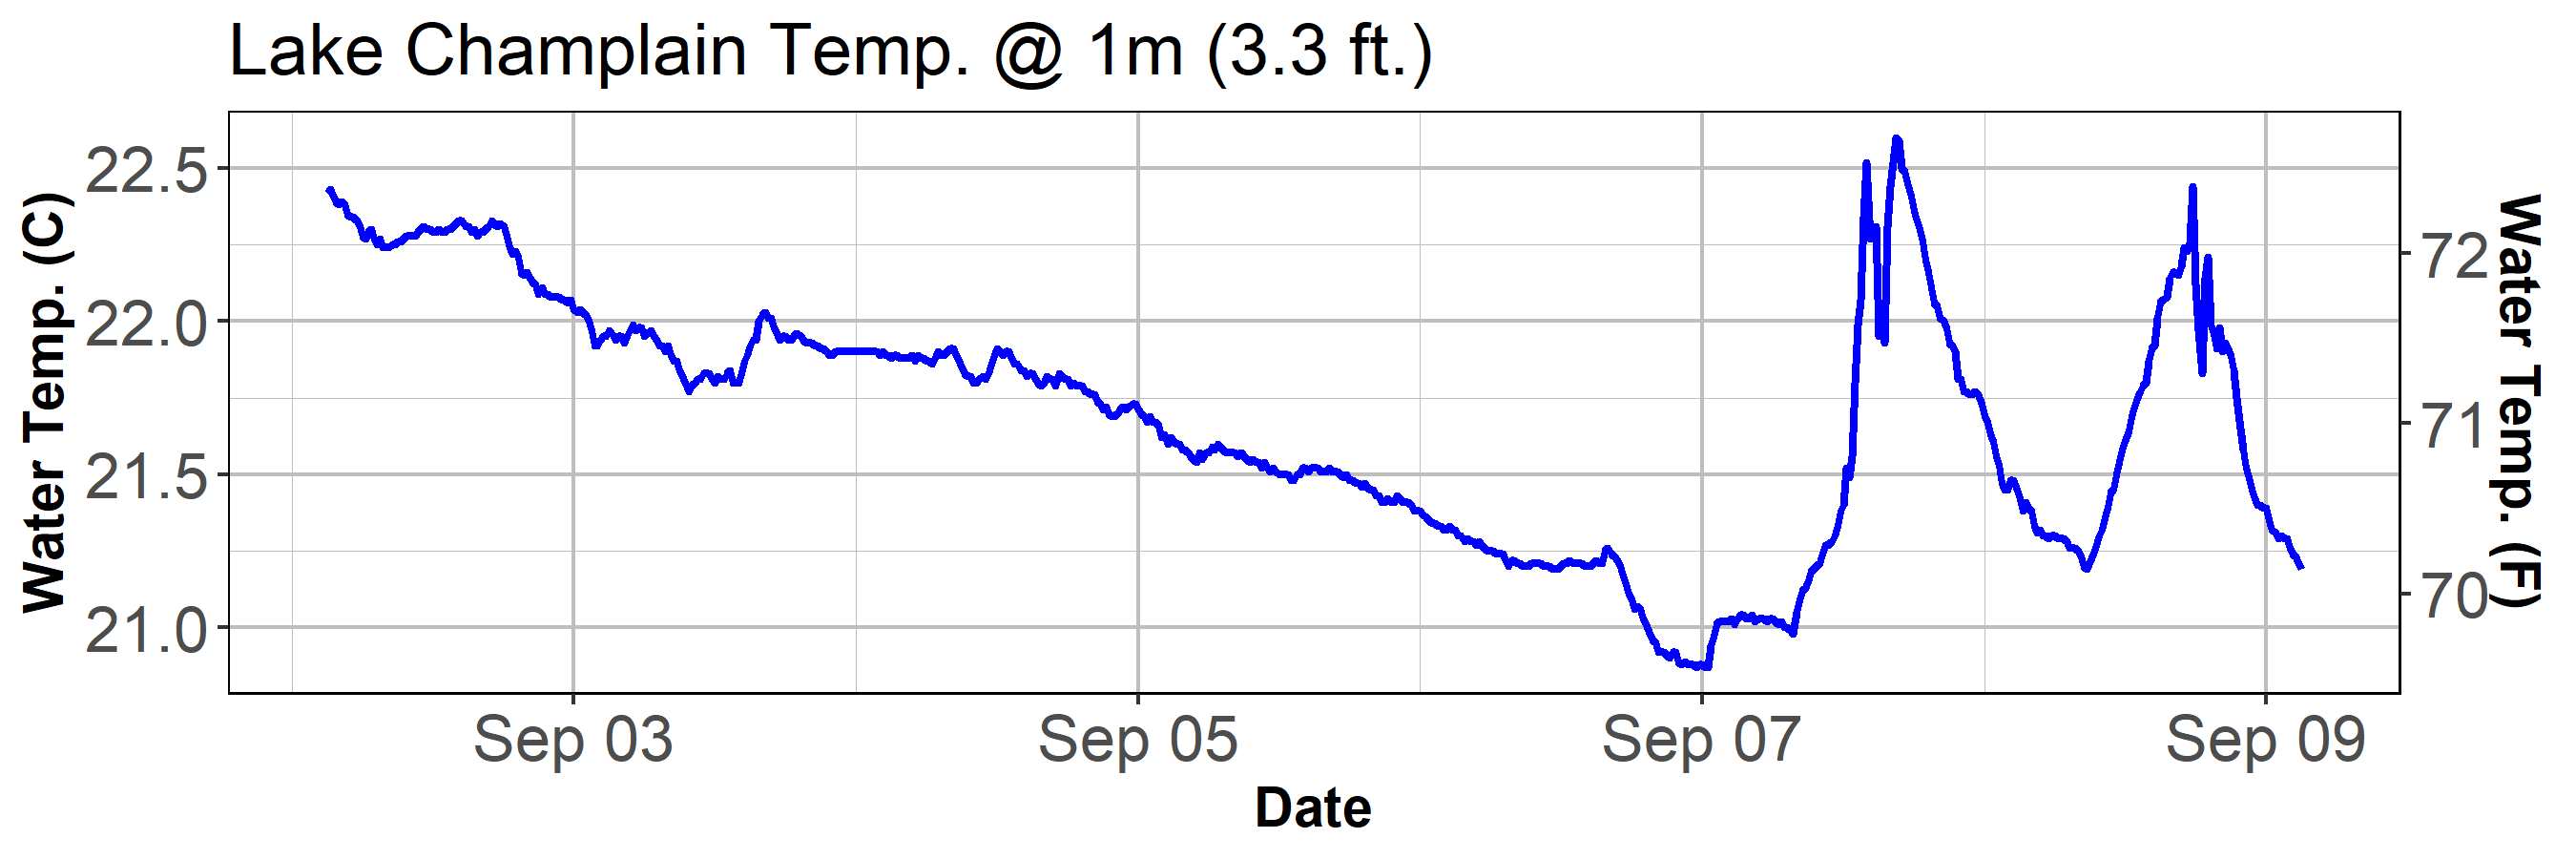 Lake Champlain Temp. @ 1m (3.3 ft.)
Water Temp. (C)
22.5
22.0
21.5
21.0
72
71
70
Water Temp. (F)
Sep 03
Sep 05
Sep 07
Sep 09
Date